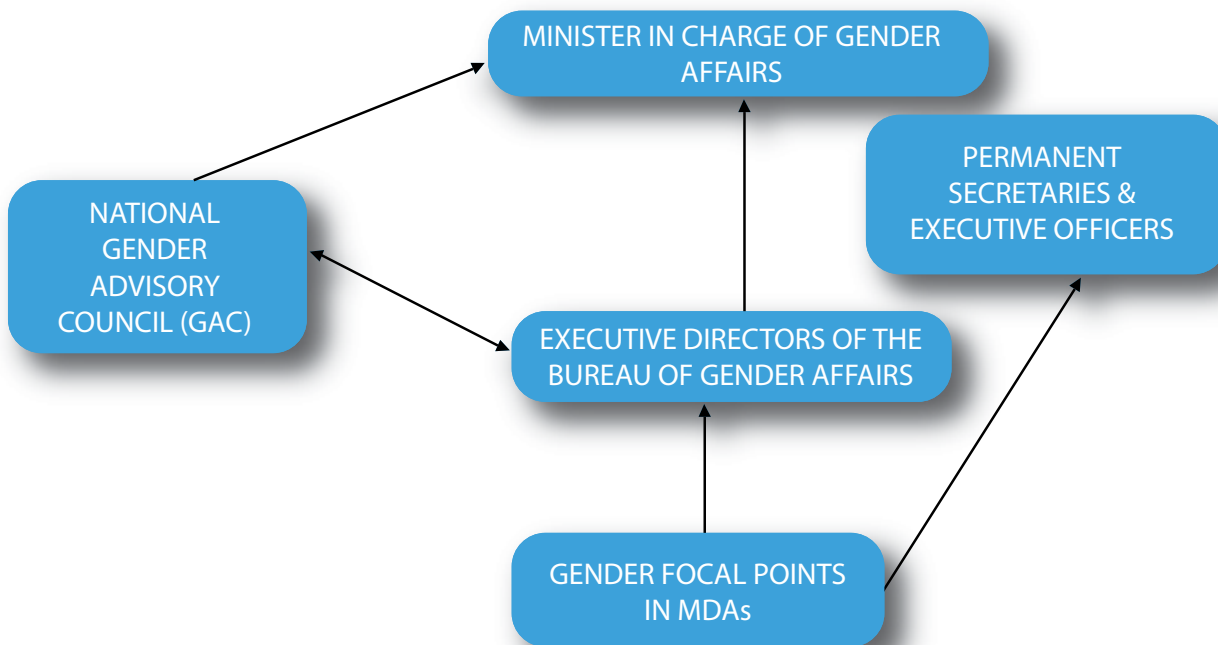 MINISTER IN CHARGE OF GENDER
AFFAIRS
PERMANENT
SECRETARIES &
EXECUTIVE OFFICERS
NATIONAL
GENDER
ADVISORY
COUNCIL (GAC)
EXECUTIVE DIRECTORS OF THE
BUREAU OF GENDER AFFAIRS
GENDER FOCAL POINTS
IN MDAs